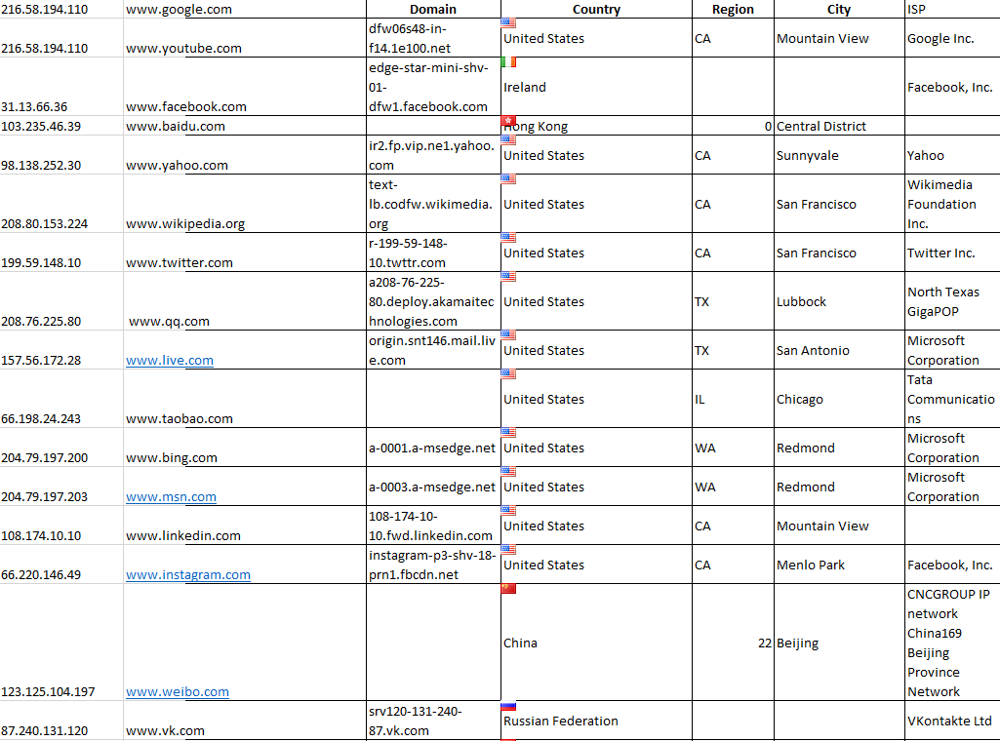 216.58.194.110 www.google.com Domain Country Region City ISP
dfw06s48-in-
216.58.194.110 www.youtube.com f14.1e100.net United States CA Mountain View Google Inc.
edge-star-mini-shv-
01-
31.13.66.36 www.facebook.com dfw1.facebook.com Ireland Facebook, Inc.
103.235.46.39 www.baidu.com Hong Kong 0 Central District
ir2.fp.vip.ne1.yahoo.
98.138.252.30 www.yahoo.com com United States CA Sunnyvale Yahoo
text-
lb.codfw.wikimedia.
208.80.153.224 www.wikipedia.org org United States CA San Francisco Wikimedia
Foundation
Inc.
r-199-59-148-
199.59.148.10 www.twitter.com 10.twttr.com United States CA San Francisco Twitter Inc.
a208-76-225-
80.deploy.akamaitec
208.76.225.80 www.qq.com hnologies.com United States TX Lubbock North Texas
GigaPOP
origin.snt146.mail.liv
157.56.172.28 www.live.com e.com United States TX San Antonio Microsoft
Corporation
66.198.24.243 www.taobao.com United States IL Chicago Tata
Communicatio
ns
204.79.197.200 www.bing.com a-0001.a-msedge.net United States WA Redmond Microsoft
Corporation
204.79.197.203 www.msn.com a-0003.a-msedge.net United States WA Redmond Microsoft
Corporation
108-174-10-
108.174.10.10 www.linkedin.com 10.fwd.linkedin.com United States CA Mountain View
instagram-p3-shv-18-
66.220.146.49 www.instagram.com prn1.fbcdn.net United States CA Menlo Park Facebook, Inc.
123.125.104.197 www.weibo.com China 22 Beijing CNCGROUP IP
network
China169
Beijing
Province
Network
srv120-131-240-
87.240.131.120 www.vk.com 87.vk.com Russian Federation VKontakte Ltd